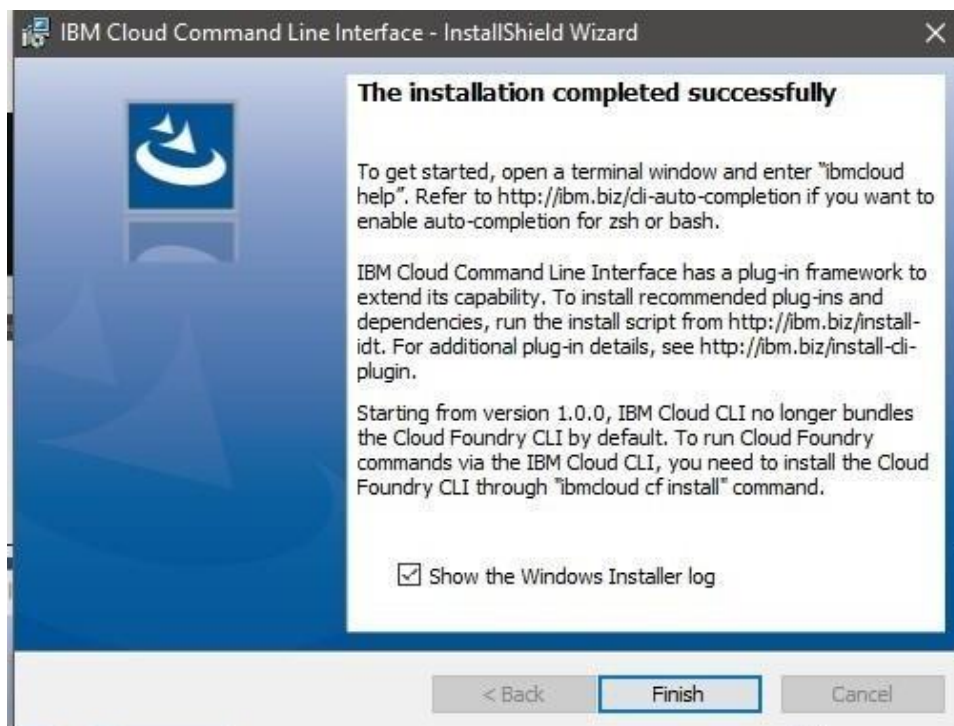 IBM Cloud Command Line Interface - InstallShield Wizard
The installation completed successfully
To get started, open a terminal window and enter "ibmcloud
help". Refer to http://ibm.biz/cli-auto-completion if you want to
enable auto-completion for zsh or bash.
IBM Cloud Command Line Interface has a plug-in framework to
extend its capability. To install recommended plug-ins and
dependencies, run the install script from http://ibm.biz/install-
idt. For additional plug-in details, see http://ibm.biz/install-cli-
plugin.
Starting from version 1.0.0, IBM Cloud CLI no longer bundles
the Cloud Foundry CLI by default. To run Cloud Foundry
commands via the IBM Cloud CLI, you need to install the Cloud
Foundry CLI through "ibmcloud cf install" command.
Show the Windows Installer log
< Back Finish Cancel